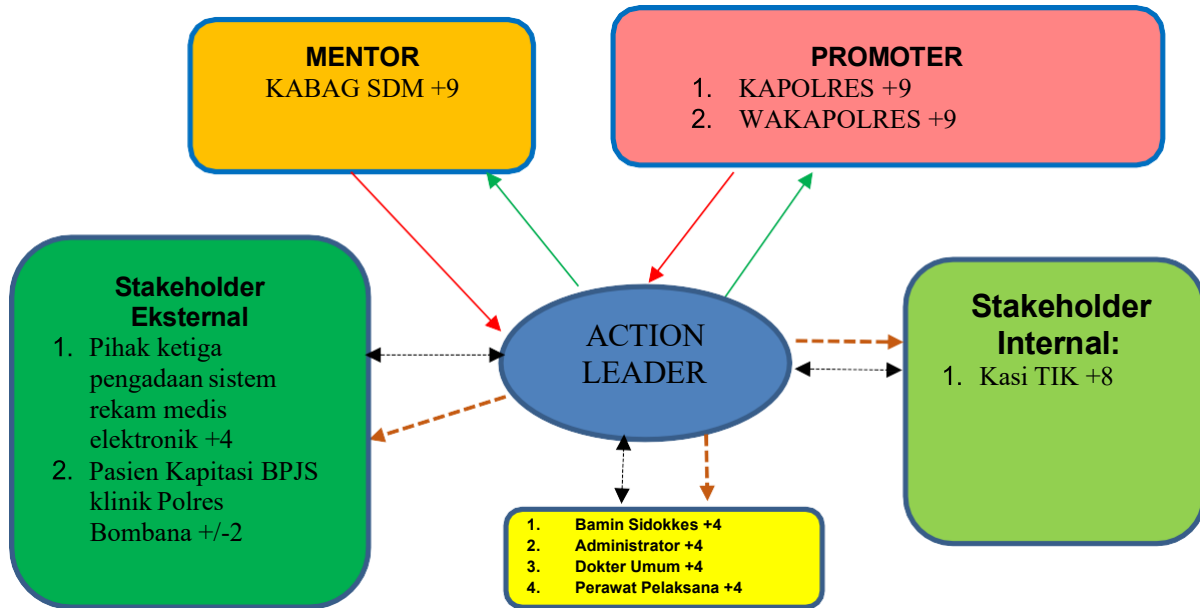 MENTOR
KABAG SDM +9
PROMOTER
1. KAPOLRES +9
2. WAKAPOLRES +9
Stakeholder
Eksternal
1. Pihak ketiga
pengadaan sistem
rekam medis
elektronik +4
2. Pasien Kapitasi BPJS
klinik Polres
Bombana +/-2
ACTION
LEADER
Stakeholder
Internal:
1. Kasi TIK +8
1. Bamin Sidokkes +4
2. Administrator +4
3. Dokter Umum +4
4. Perawat Pelaksana +4